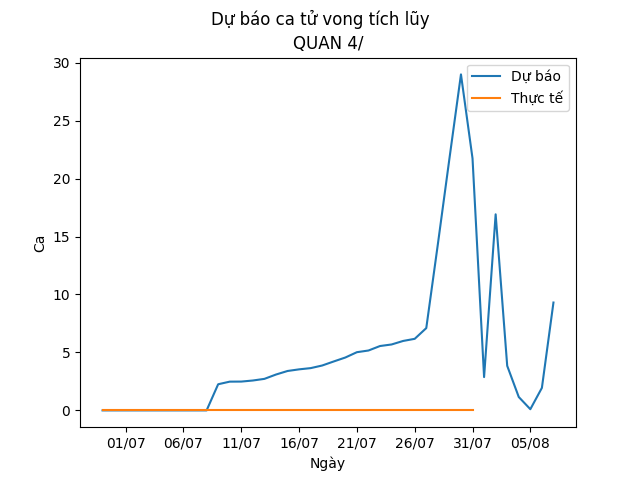 Dự báo ca tử vong tích lũy
QUAN 4/
Dự báo
Thực tế
30
25
20
15
10
5
0
Ca
01/07 06/07 11/07 16/07 21/07 26/07 31/07 05/08
Ngày